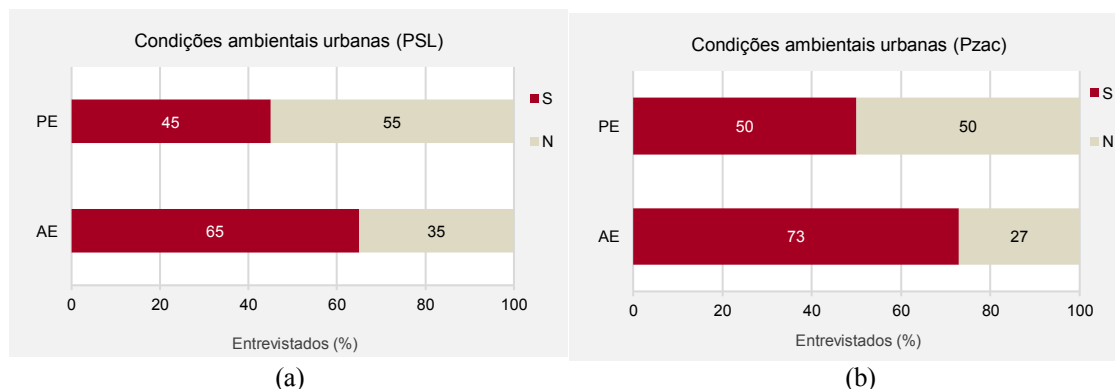 Condições ambientais urbanas (PSL)
PE
45
55
S
N
AE
65
35
0 20 40 60 80 100
Entrevistados (%)
(a)
Condições ambientais urbanas (Pzac)
PE
50
50
S
N
AE
73
27
0 20 40 60 80 100
Entrevistados (%)
(b)